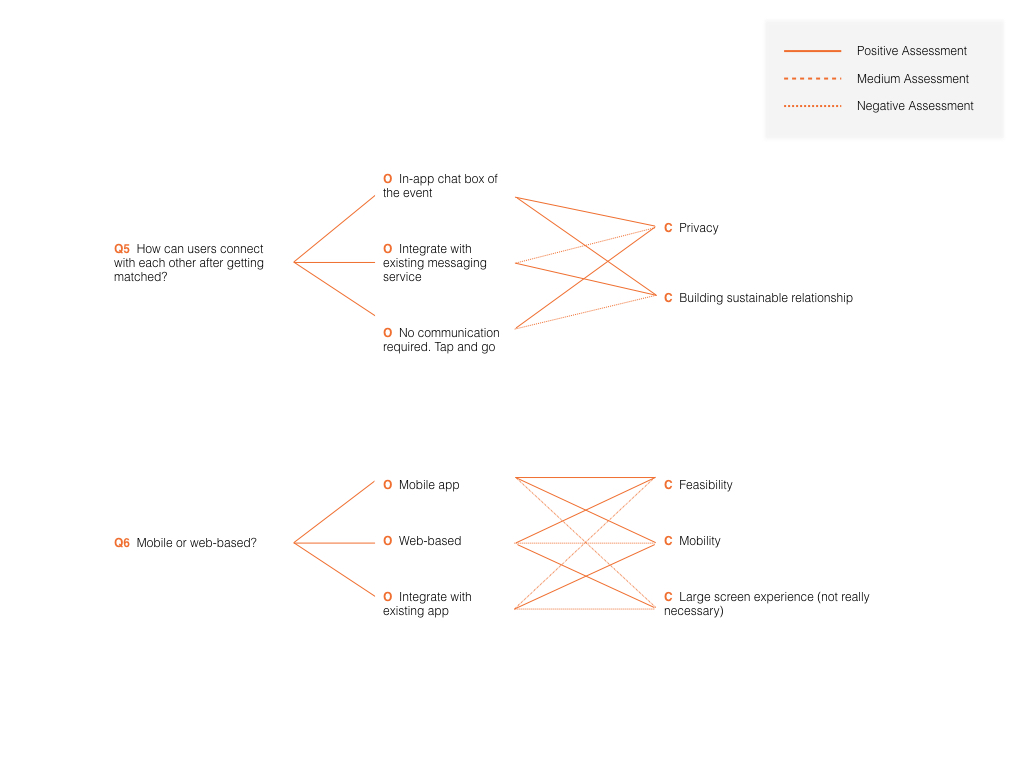 Positive Assessment
Medium Assessment
Negative Assessment
O In-app chat box of
the event
Q5 How can users connect
with each other after getting
matched?
O Integrate with
existing messaging
service
O No communication
required. Tap and go
C Privacy
C Building sustainable relationship
Q6 Mobile or web-based?
O Mobile app
O Web-based
O Integrate with
existing app
C Feasibility
C Mobility
C Large screen experience (not really
necessary)